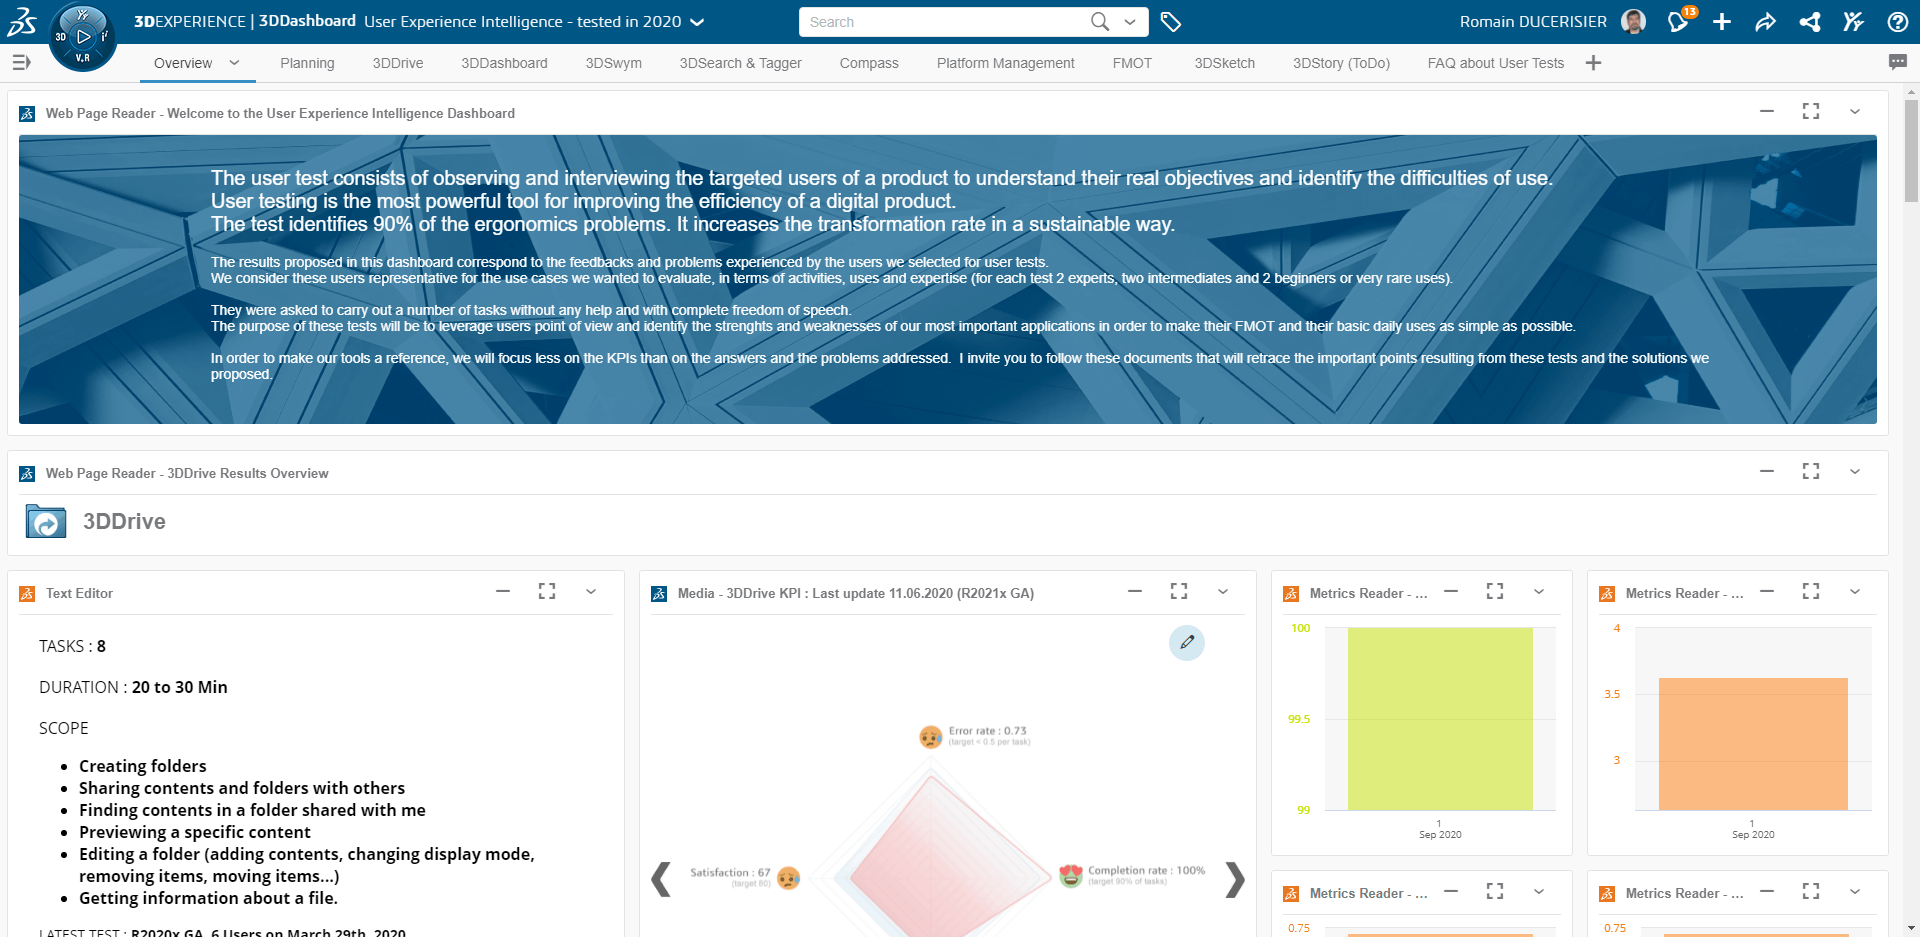 3DEXPERIENCE | 3DDashboard User Experience Intelligence - tested in 2020
Search
Romain DUCERISIER
13
3D
V.R
Overview
Planning
3DDrive
3DDashboard
3DSwym
3DSearch & Tagger
Compass
Platform Management
FMOT
3DSketch
3DStory (ToDo)
FAQ about User Tests
Web Page Reader - Welcome to the User Experience Intelligence Dashboard
The user test consists of observing and interviewing the targeted users of a product to understand their real objectives and identify the difficulties of use.
User testing is the most powerful tool for improving the efficiency of a digital product.
The test identifies 90% of the ergonomics problems. It increases the transformation rate in a sustainable way.
The results proposed in this dashboard correspond to the feedbacks and problems experienced by the users we selected for user tests.
We consider these users representative for the use cases we wanted to evaluate, in terms of activities, uses and expertise (for each test 2 experts, two intermediates and 2 beginners or very rare uses).
They were asked to carry out a number of tasks without any help and with complete freedom of speech.
The purpose of these tests will be to leverage users point of view and identify the strenghts and weaknesses of our most important applications in order to make their FMOT and their basic daily uses as simple as possible.
In order to make our tools a reference, we will focus less on the KPIs than on the answers and the problems addressed.  I invite you to follow these documents that will retrace the important points resulting from these tests and the solutions we
proposed.
Web Page Reader - 3DDrive Results Overview
3DDrive
Text Editor
TASKS : 8
DURATION : 20 to 30 Min
SCOPE
• Creating folders
• Sharing contents and folders with others
• Finding contents in a folder shared with me
• Previewing a specific content
• Editing a folder (adding contents, changing display mode,
removing items, moving items...)
• Getting information about a file.
LATEST TEST : R2020x GA, 6 Users on March 29th, 2020
Media - 3DDrive KPI : Last update 11.06.2020 (R2021x GA)
Error rate : 0.73
(target < 0.5 per task)
Satisfaction : 67
(target 80)
Completion rate : 100%
(target 90% of tasks)
Metrics Reader - ...
100
99.5
99
1
Sep 2020
Metrics Reader - ...
4
3.5
3
1
Sep 2020
Metrics Reader - ...
0.75
Metrics Reader - ...
0.75